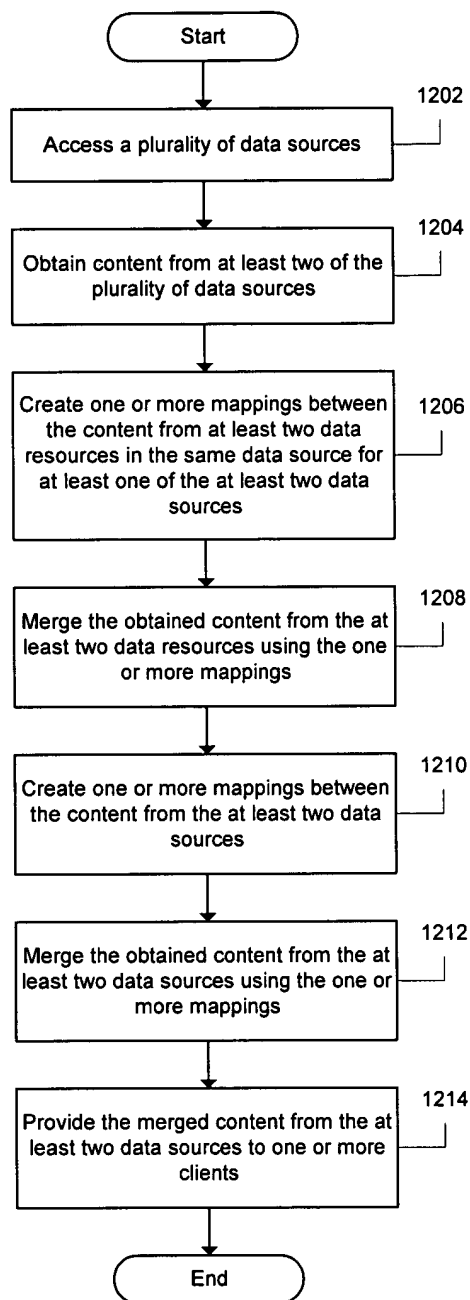 Start
1202
Access a plurality of data sources
1204
Obtain content from at least two of the
plurality of data sources
1206
Create one or more mappings between
the content from at least two data
resources in the same data source for
at least one of the at least two data
sources
1208
Merge the obtained content from the at
least two data resources using the one
or more mappings
1210
Create one or more mappings between
the content from the at least two data
sources
1212
Merge the obtained content from the at
least two data sources using the one or
more mappings
1214
Provide the merged content from the at
least two data sources to one or more
clients
End